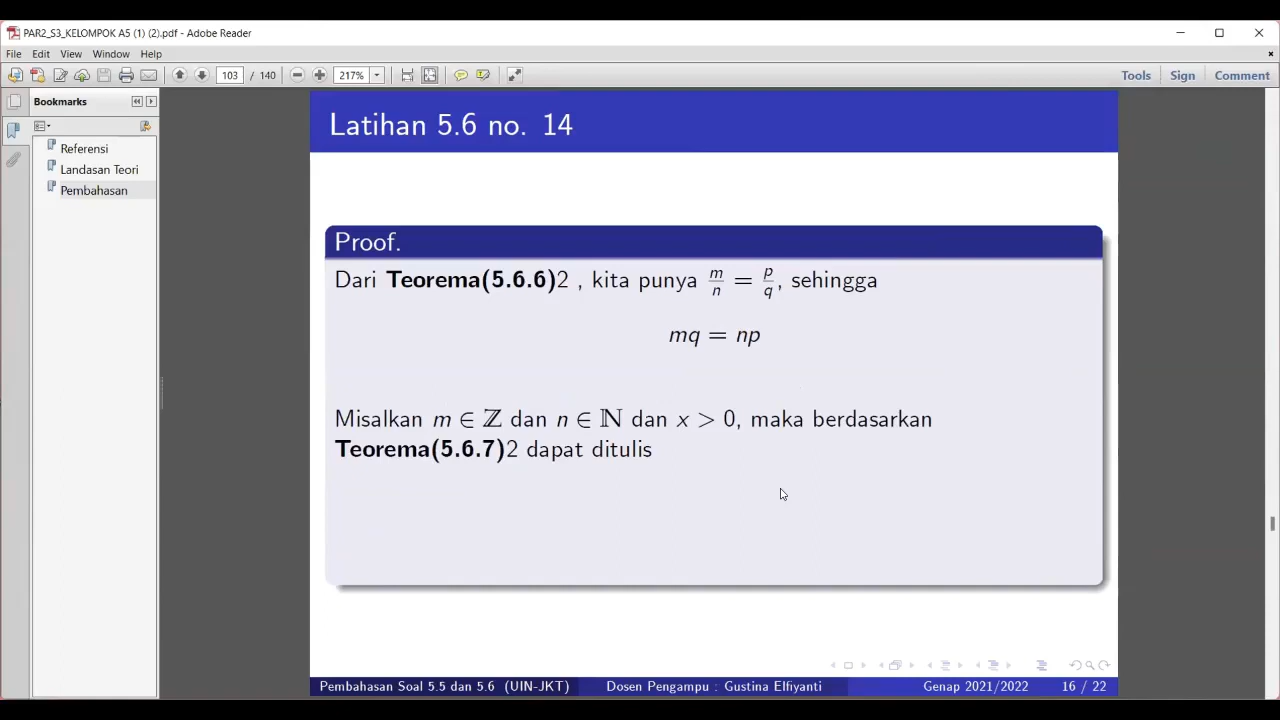 PAR2_S3_KELOMPOK A5 (1) (2).pdf - Adobe Reader
File Edit View Window Help
103 / 140 217% Tools Sign Comment
Bookmarks
Referensi
Landasan Teori
Pembahasan
Latihan 5.6 no. 14
Proof.
Dari Teorema(5.6.6)2 , kita punya m/n = p/q, sehingga
mq = np
Misalkan m ∈ ℤ dan n ∈ ℕ dan x > 0, maka berdasarkan
Teorema(5.6.7)2 dapat ditulis
Pembahasan Soal 5.5 dan 5.6 (UIN-JKT) Dosen Pengampu : Gustina Elfiyanti Genap 2021/2022 16 / 22